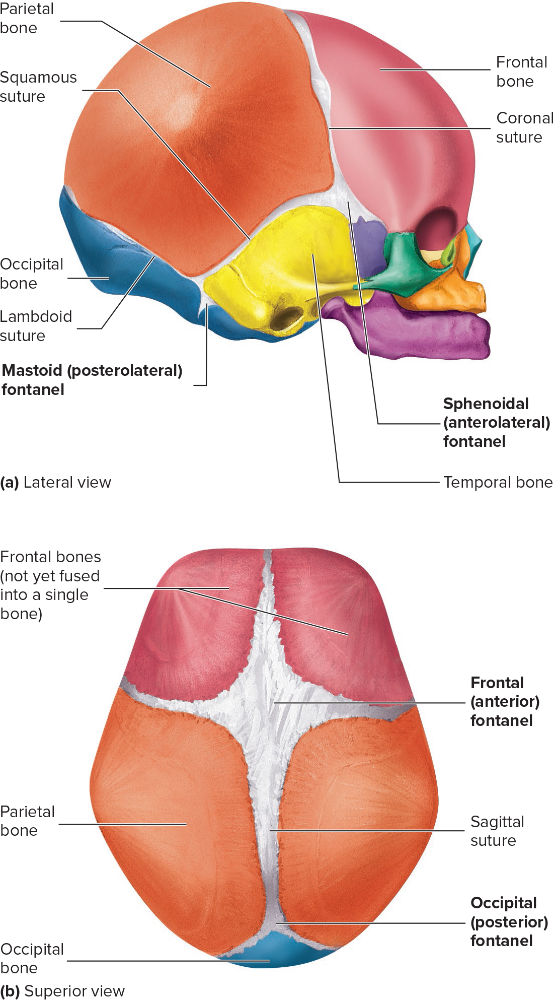 Parietal
bone
Squamous
suture
Frontal
bone
Coronal
suture
Occipital
bone
Lambdoid
suture
Mastoid (posterolateral)
fontanel
Sphenoidal
(anterolateral)
fontanel
Temporal bone
(a) Lateral view
Frontal bones
(not yet fused
into a single
bone)
Frontal
(anterior)
fontanel
Parietal
bone
Sagittal
suture
Occipital
(posterior)
fontanel
Occipital
bone
(b) Superior view